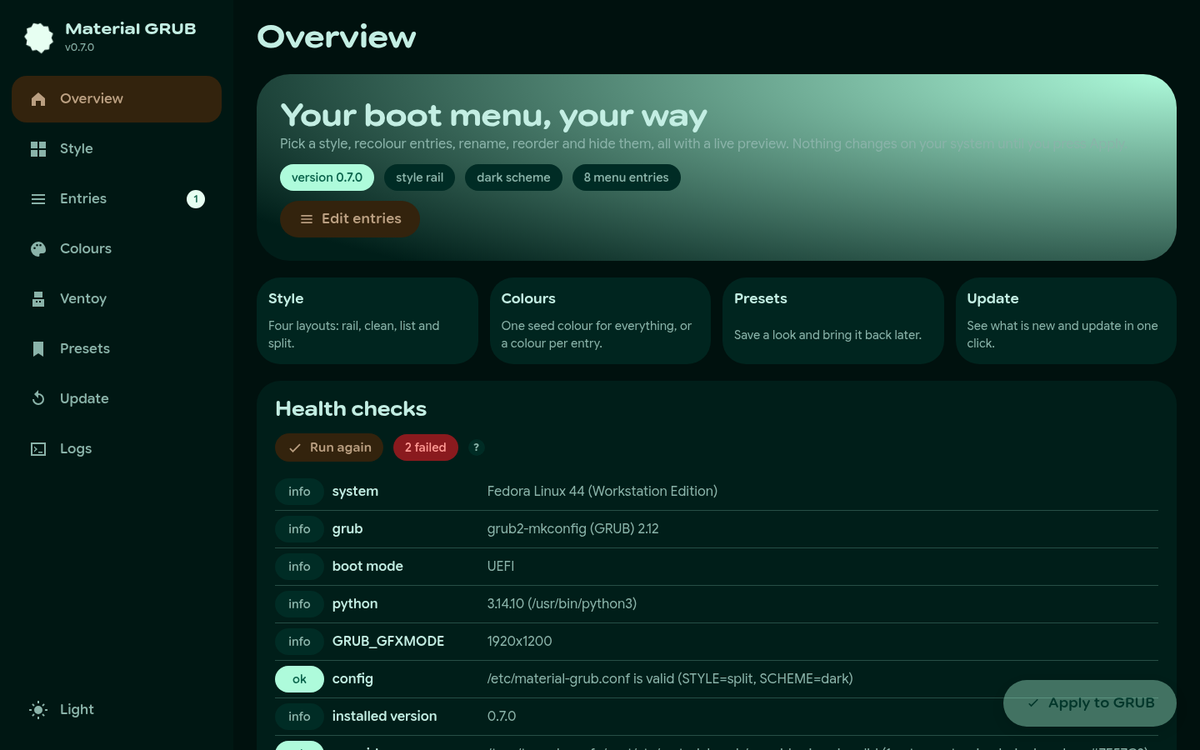 Material GRUB
v0.7.0
Overview
Style
Entries
1
Colours
Ventoy
Presets
Update
Logs
Light
Overview
Your boot menu, your way
Pick a style, recolour entries, rename, reorder and hide them, all with a live preview. Nothing changes on your system
version 0.7.0
style rail
dark scheme
8 menu entries
Edit entries
Style
Four layouts: rail, clean, list and
split.
Colours
One seed colour for everything, or
a colour per entry.
Presets
Save a look and bring it back later.
Update
See what is new and update in one
click.
Health checks
Run again
2 failed
?
info system Fedora Linux 44 (Workstation Edition)
info grub grub2-mkconfig (GRUB) 2.12
info boot mode UEFI
info python 3.14.10 (/usr/bin/python3)
info GRUB_GFXMODE 1920x1200
ok config /etc/material-grub.conf is valid (STYLE=split, SCHEME=dark)
info installed version 0.7.0
Apply to GRUB